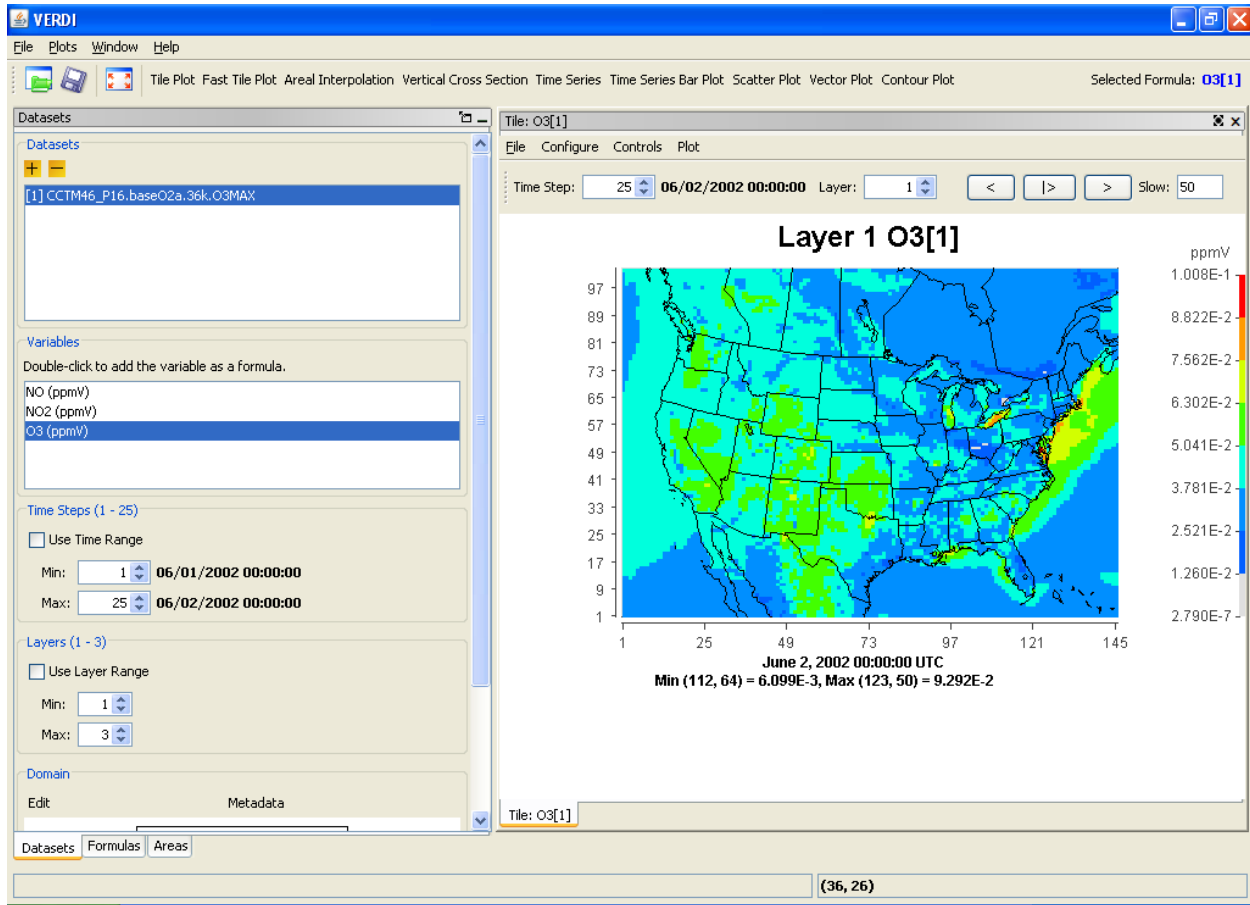 VERDI
File Plots Window Help
Tile Plot Fast Tile Plot Areal Interpolation Vertical Cross Section Time Series Time Series Bar Plot Scatter Plot Vector Plot Contour Plot Selected Formula: O3[1]
Datasets
Datasets
[1] CCTM46_P16.baseO2a.36k.O3MAX
Variables
Double-click to add the variable as a formula.
NO (ppmV)
NO2 (ppmV)
O3 (ppmV)
Time Steps (1 - 25)
Use Time Range
Min: 1 06/01/2002 00:00:00
Max: 25 06/02/2002 00:00:00
Layers (1 - 3)
Use Layer Range
Min: 1
Max: 3
Domain
Edit Metadata
Datasets Formulas Areas
Tile: O3[1]
File Configure Controls Plot
Time Step: 25 06/02/2002 00:00:00 Layer: 1 < |> > Slow: 50
Layer 1 O3[1]
ppmV
1.008E-1
8.822E-2
7.562E-2
6.302E-2
5.041E-2
3.781E-2
2.521E-2
1.260E-2
2.790E-7
97
89
81
73
65
57
49
41
33
25
17
9
1
1 25 49 73 97 121 145
June 2, 2002 00:00:00 UTC
Min (112, 64) = 6.099E-3, Max (123, 50) = 9.292E-2
Tile: O3[1]
(36, 26)